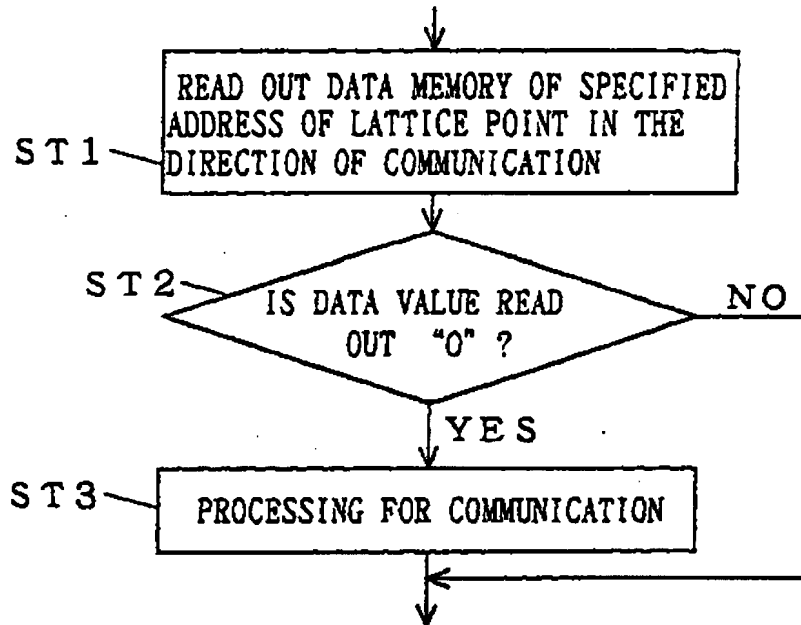 READ OUT DATA MEMORY OF SPECIFIED
ADDRESS OF LATTICE POINT IN THE
ST1
DIRECTION OF COMMUNICATION
ST2
IS DATA VALUE READ
NO
OUT "0" ?
YES
ST3
PROCESSING FOR COMMUNICATION